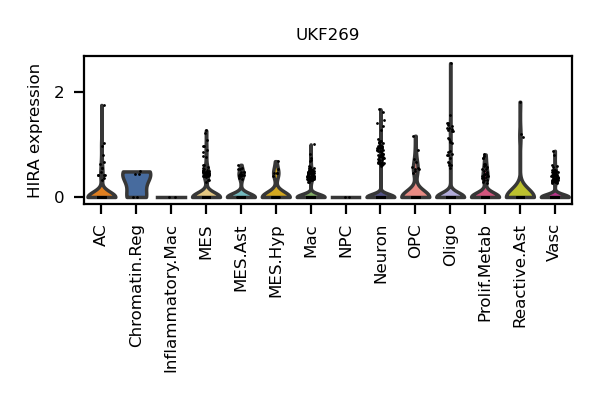 UKF269
HIRA expression
2
0
AC
Chromatin.Reg
Inflammatory.Mac
MES
MES.Ast
MES.Hyp
Mac
NPC
Neuron
OPC
Oligo
Prolif.Metab
Reactive.Ast
Vasc